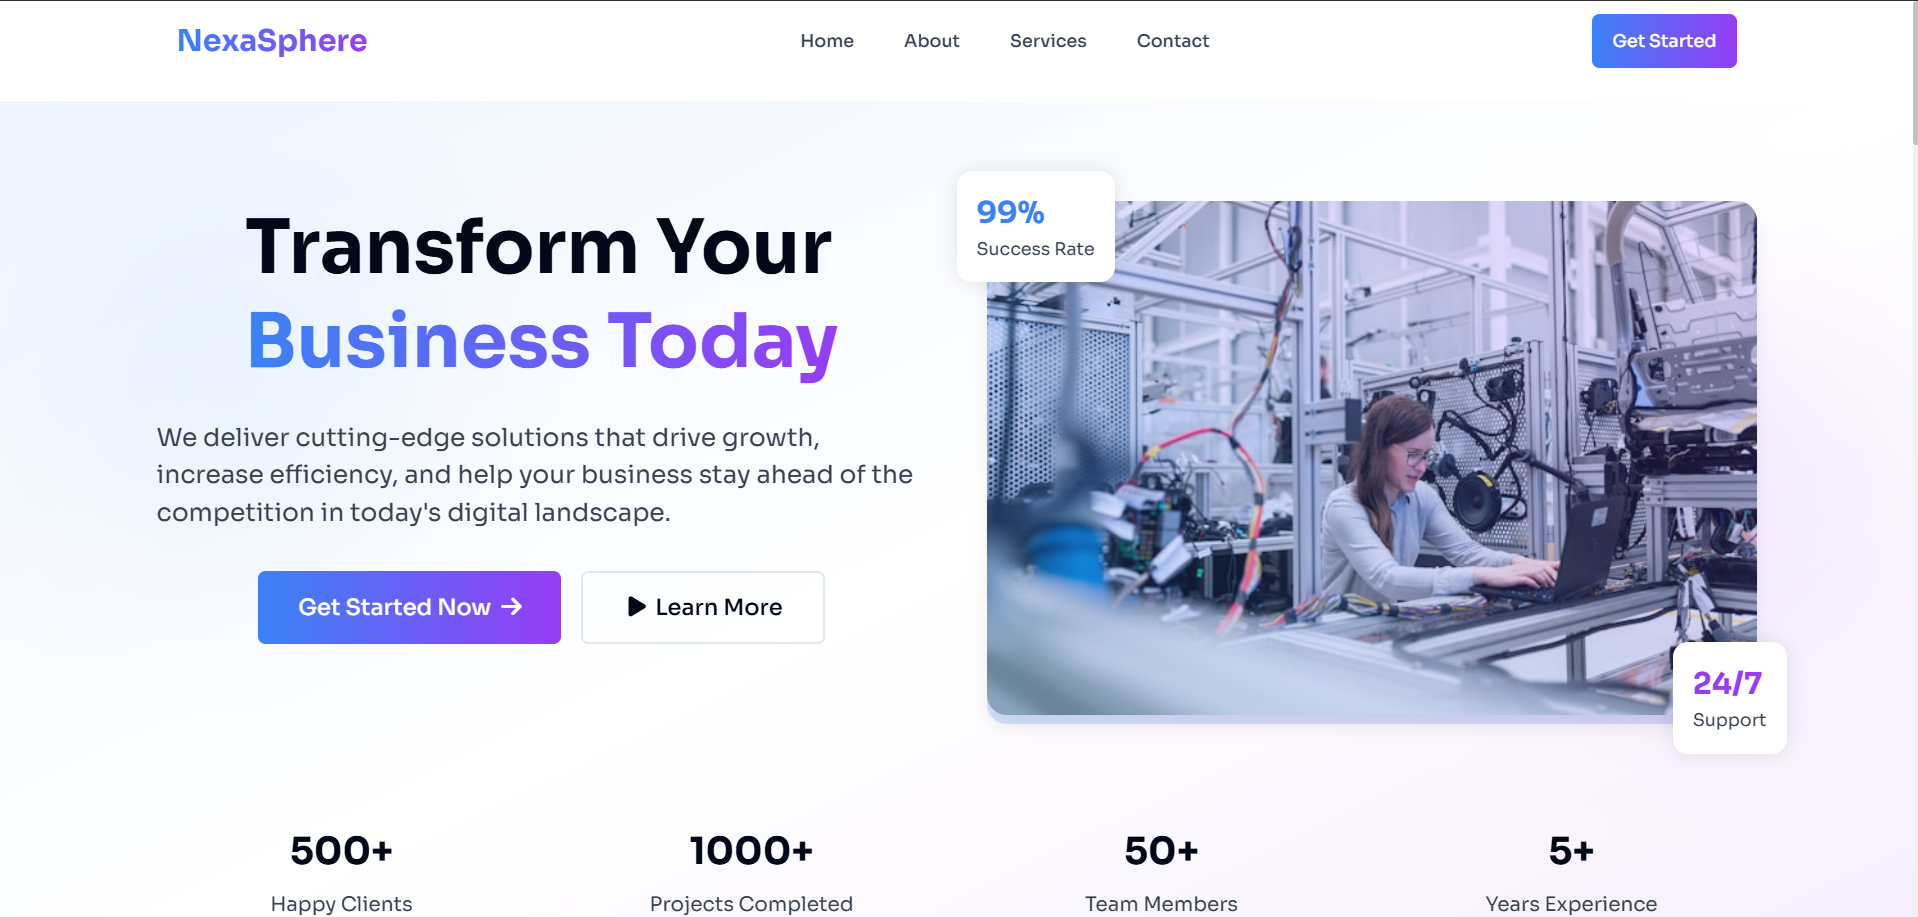 NexaSphere
Home
About
Services
Contact
Get Started
Transform Your
Business Today
We deliver cutting-edge solutions that drive growth,
increase efficiency, and help your business stay ahead of the
competition in today's digital landscape.
Get Started Now
Learn More
99%
Success Rate
24/7
Support
500+
Happy Clients
1000+
Projects Completed
50+
Team Members
5+
Years Experience